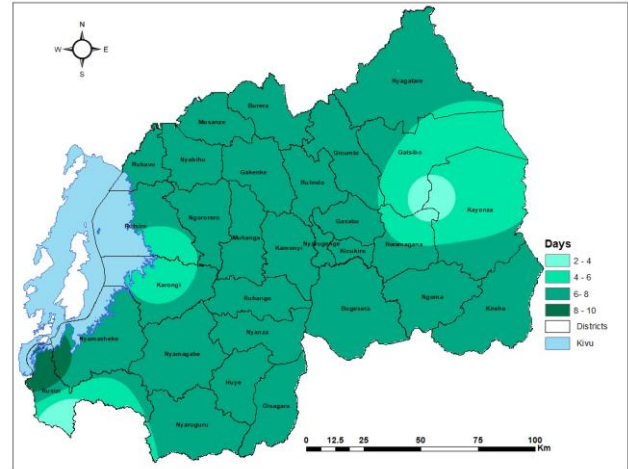 N
W E
S
Nyagatare
Burera
Musanze
Rubavu
Nyabihu
Gakenke
Gicumbi
Gatsibo
Rulindo
Kayonza
Rutsiro
Ngororero
Muhanga
Kamonyi
Gasabo
Nyarugenge
Kicukiro
Rwamagana
Karongi
Ruhango
Bugesera
Ngoma
Kirehe
Nyamasheke
Nyanza
Nyamagabe
Rusizi
Huye
Gisagara
Nyaruguru
Days
2 - 4
4 - 6
6- 8
8 - 10
Districts
Kivu
0 12.5 25 50 75 100
Km